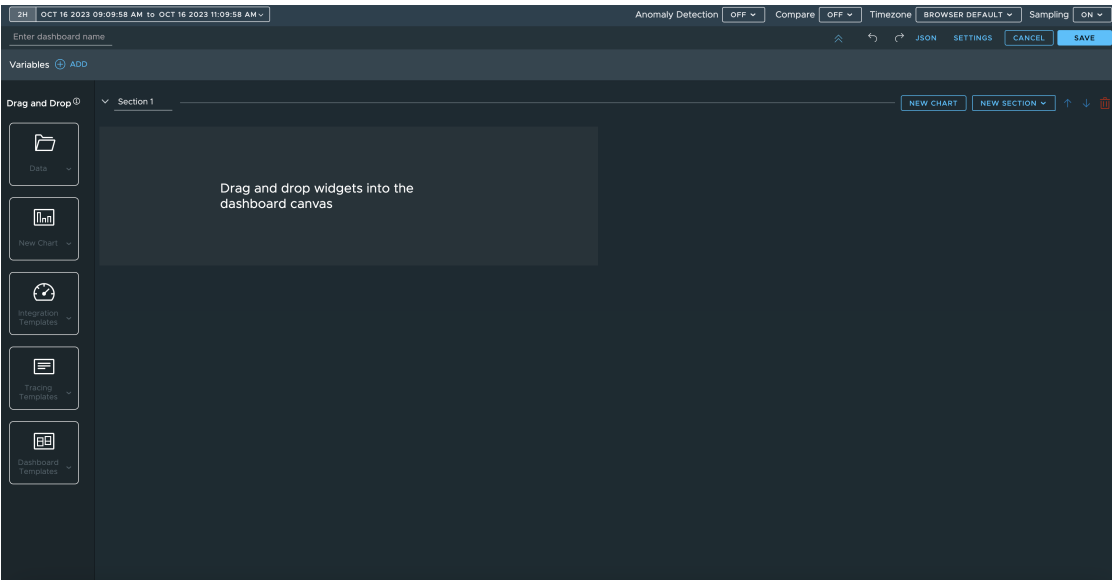 2H OCT 16 2023 09:09:58 AM to OCT 16 2023 11:09:58 AM Anomaly Detection OFF Compare OFF Timezone BROWSER DEFAULT Sampling ON
Enter dashboard name JSON SETTINGS CANCEL SAVE
Variables ADD
Drag and Drop Section 1 NEW CHART NEW SECTION
Data
Drag and drop widgets into the
dashboard canvas
New Chart
Integration
Templates
Tracing
Templates
Dashboard
Templates